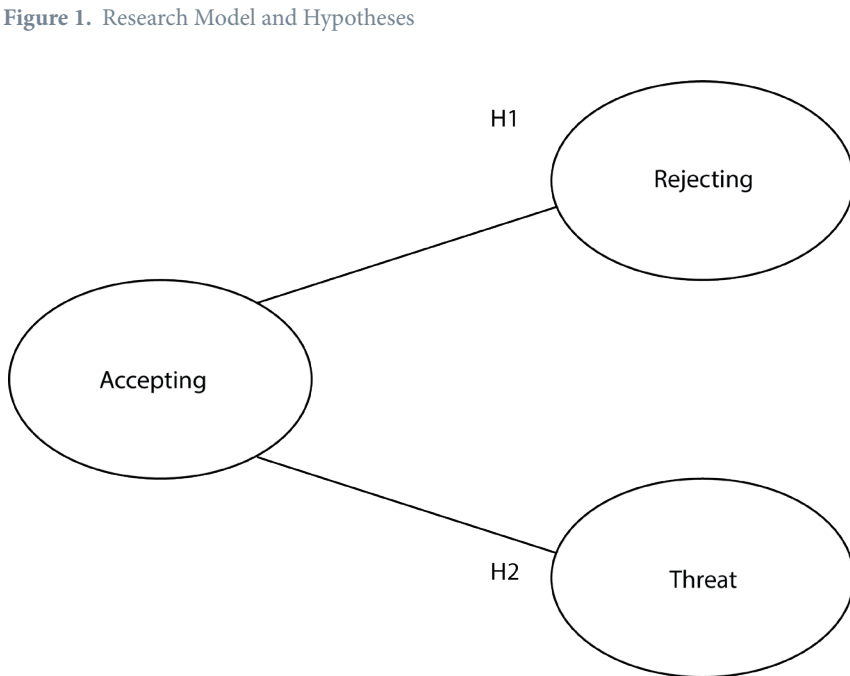 Figure 1. Research Model and Hypotheses
H1
Rejecting
Accepting
H2
Threat